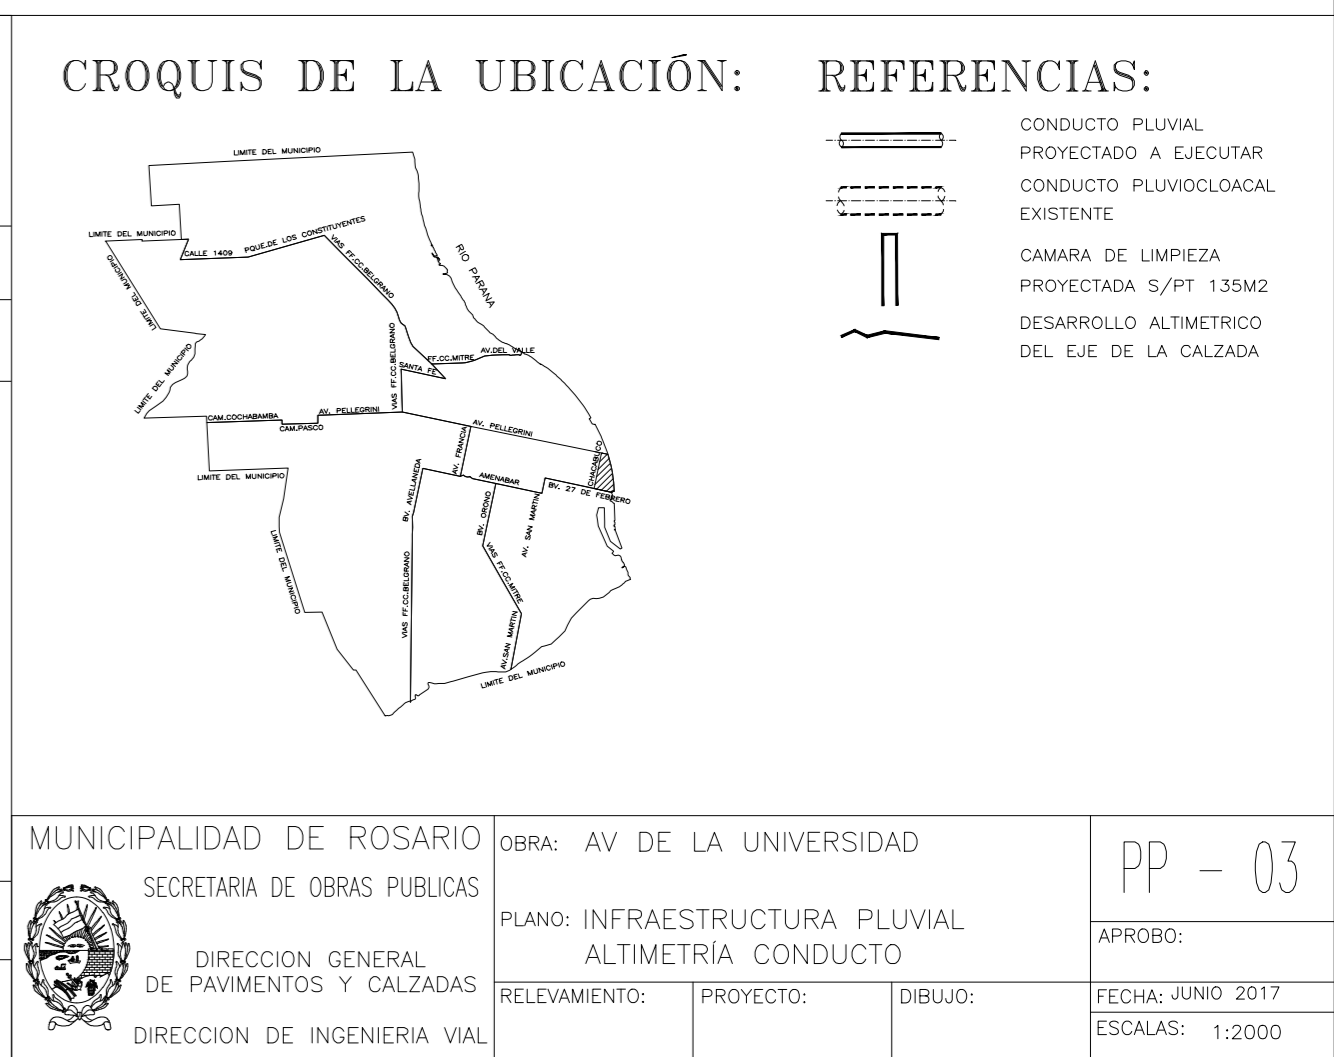 CROQUIS DE LA UBICACIÓN:
LIMITE DEL MUNICIPIO
LIMITE DEL MUNICIPIO
CALLE 1409
PQUE.DE LOS CONSTITUYENTES
VIAS FF.CC.BELGRANO
RIO PARANA
LIMITE DEL MUNICIPIO
LIMITE DEL MUNICIPIO
VIAS FF.CC.BELGRANO
SANTA FE
FF.CC.MITRE
AV.DEL VALLE
CAM.COCHABAMBA
CAM.PASCO
AV. PELLEGRINI
AV. PELLEGRINI
AV. FRANCIA
CHACABUCO
LIMITE DEL MUNICIPIO
BV. AVELLANEDA
AMENABAR
BV. 27 DE FEBRERO
BV. ORONO
AV. SAN MARTIN
LIMITE DEL MUNICIPIO
VIAS FF.CC.BELGRANO
VIAS FF.CC.MITRE
AV.SAN MARTIN
LIMITE DEL MUNICIPIO
REFERENCIAS:
CONDUCTO PLUVIAL
PROYECTADO A EJECUTAR
CONDUCTO PLUVIOCLOACAL
EXISTENTE
CAMARA DE LIMPIEZA
PROYECTADA S/PT 135M2
DESARROLLO ALTIMETRICO
DEL EJE DE LA CALZADA
MUNICIPALIDAD DE ROSARIO
SECRETARIA DE OBRAS PUBLICAS
DIRECCION GENERAL
DE PAVIMENTOS Y CALZADAS
DIRECCION DE INGENIERIA VIAL
OBRA: AV DE LA UNIVERSIDAD
PLANO: INFRAESTRUCTURA PLUVIAL
ALTIMETRÍA CONDUCTO
RELEVAMIENTO:
PROYECTO:
DIBUJO:
PP - 03
APROBO:
FECHA: JUNIO 2017
ESCALAS: 1:2000